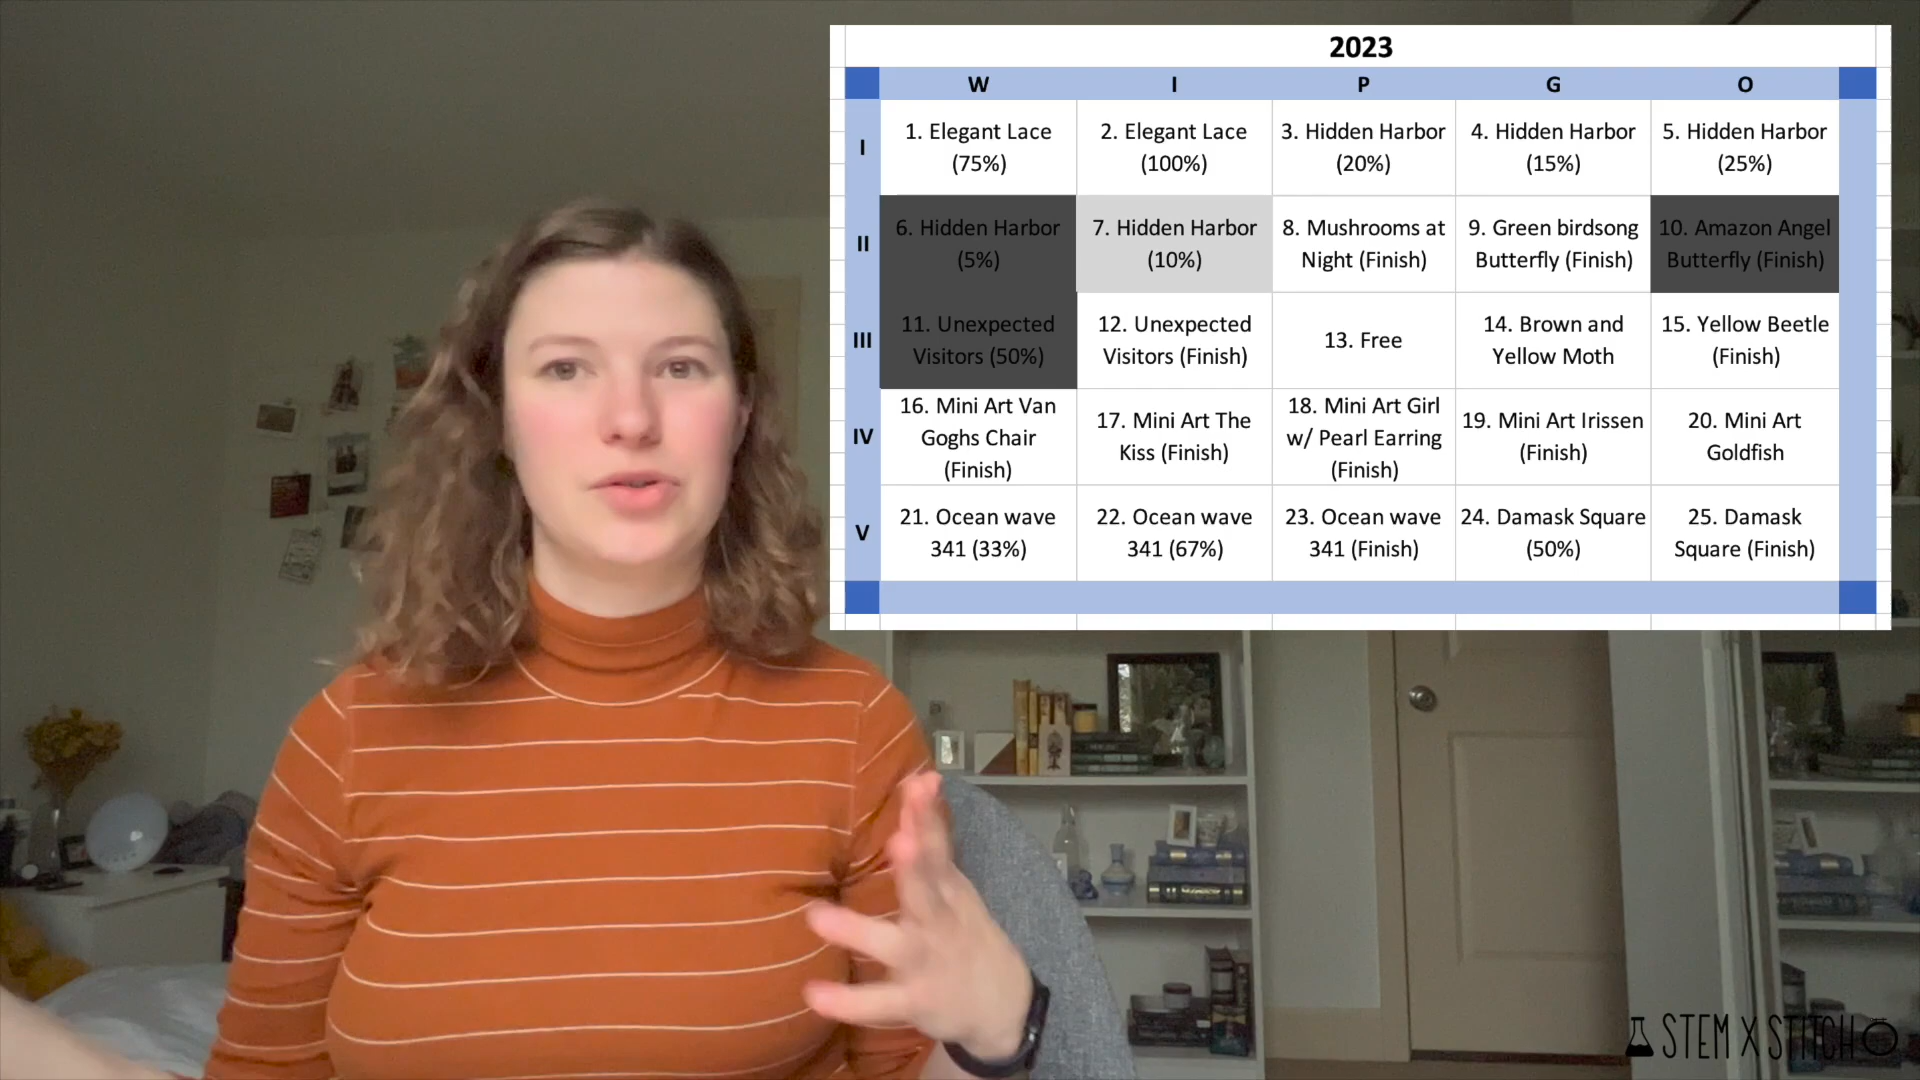 2023
W I P G O
I
1. Elegant Lace
(75%)
2. Elegant Lace
(100%)
3. Hidden Harbor
(20%)
4. Hidden Harbor
(15%)
5. Hidden Harbor
(25%)
II
6. Hidden Harbor
(5%)
7. Hidden Harbor
(10%)
8. Mushrooms at
Night (Finish)
9. Green birdsong
Butterfly (Finish)
10. Amazon Angel
Butterfly (Finish)
III
11. Unexpected
Visitors (50%)
12. Unexpected
Visitors (Finish)
13. Free
14. Brown and
Yellow Moth
15. Yellow Beetle
(Finish)
IV
16. Mini Art Van
Goghs Chair
(Finish)
17. Mini Art The
Kiss (Finish)
18. Mini Art Girl
w/ Pearl Earring
(Finish)
19. Mini Art Irissen
(Finish)
20. Mini Art
Goldfish
V
21. Ocean wave
341 (33%)
22. Ocean wave
341 (67%)
23. Ocean wave
341 (Finish)
24. Damask Square
(50%)
25. Damask
Square (Finish)
STEM X STITCH